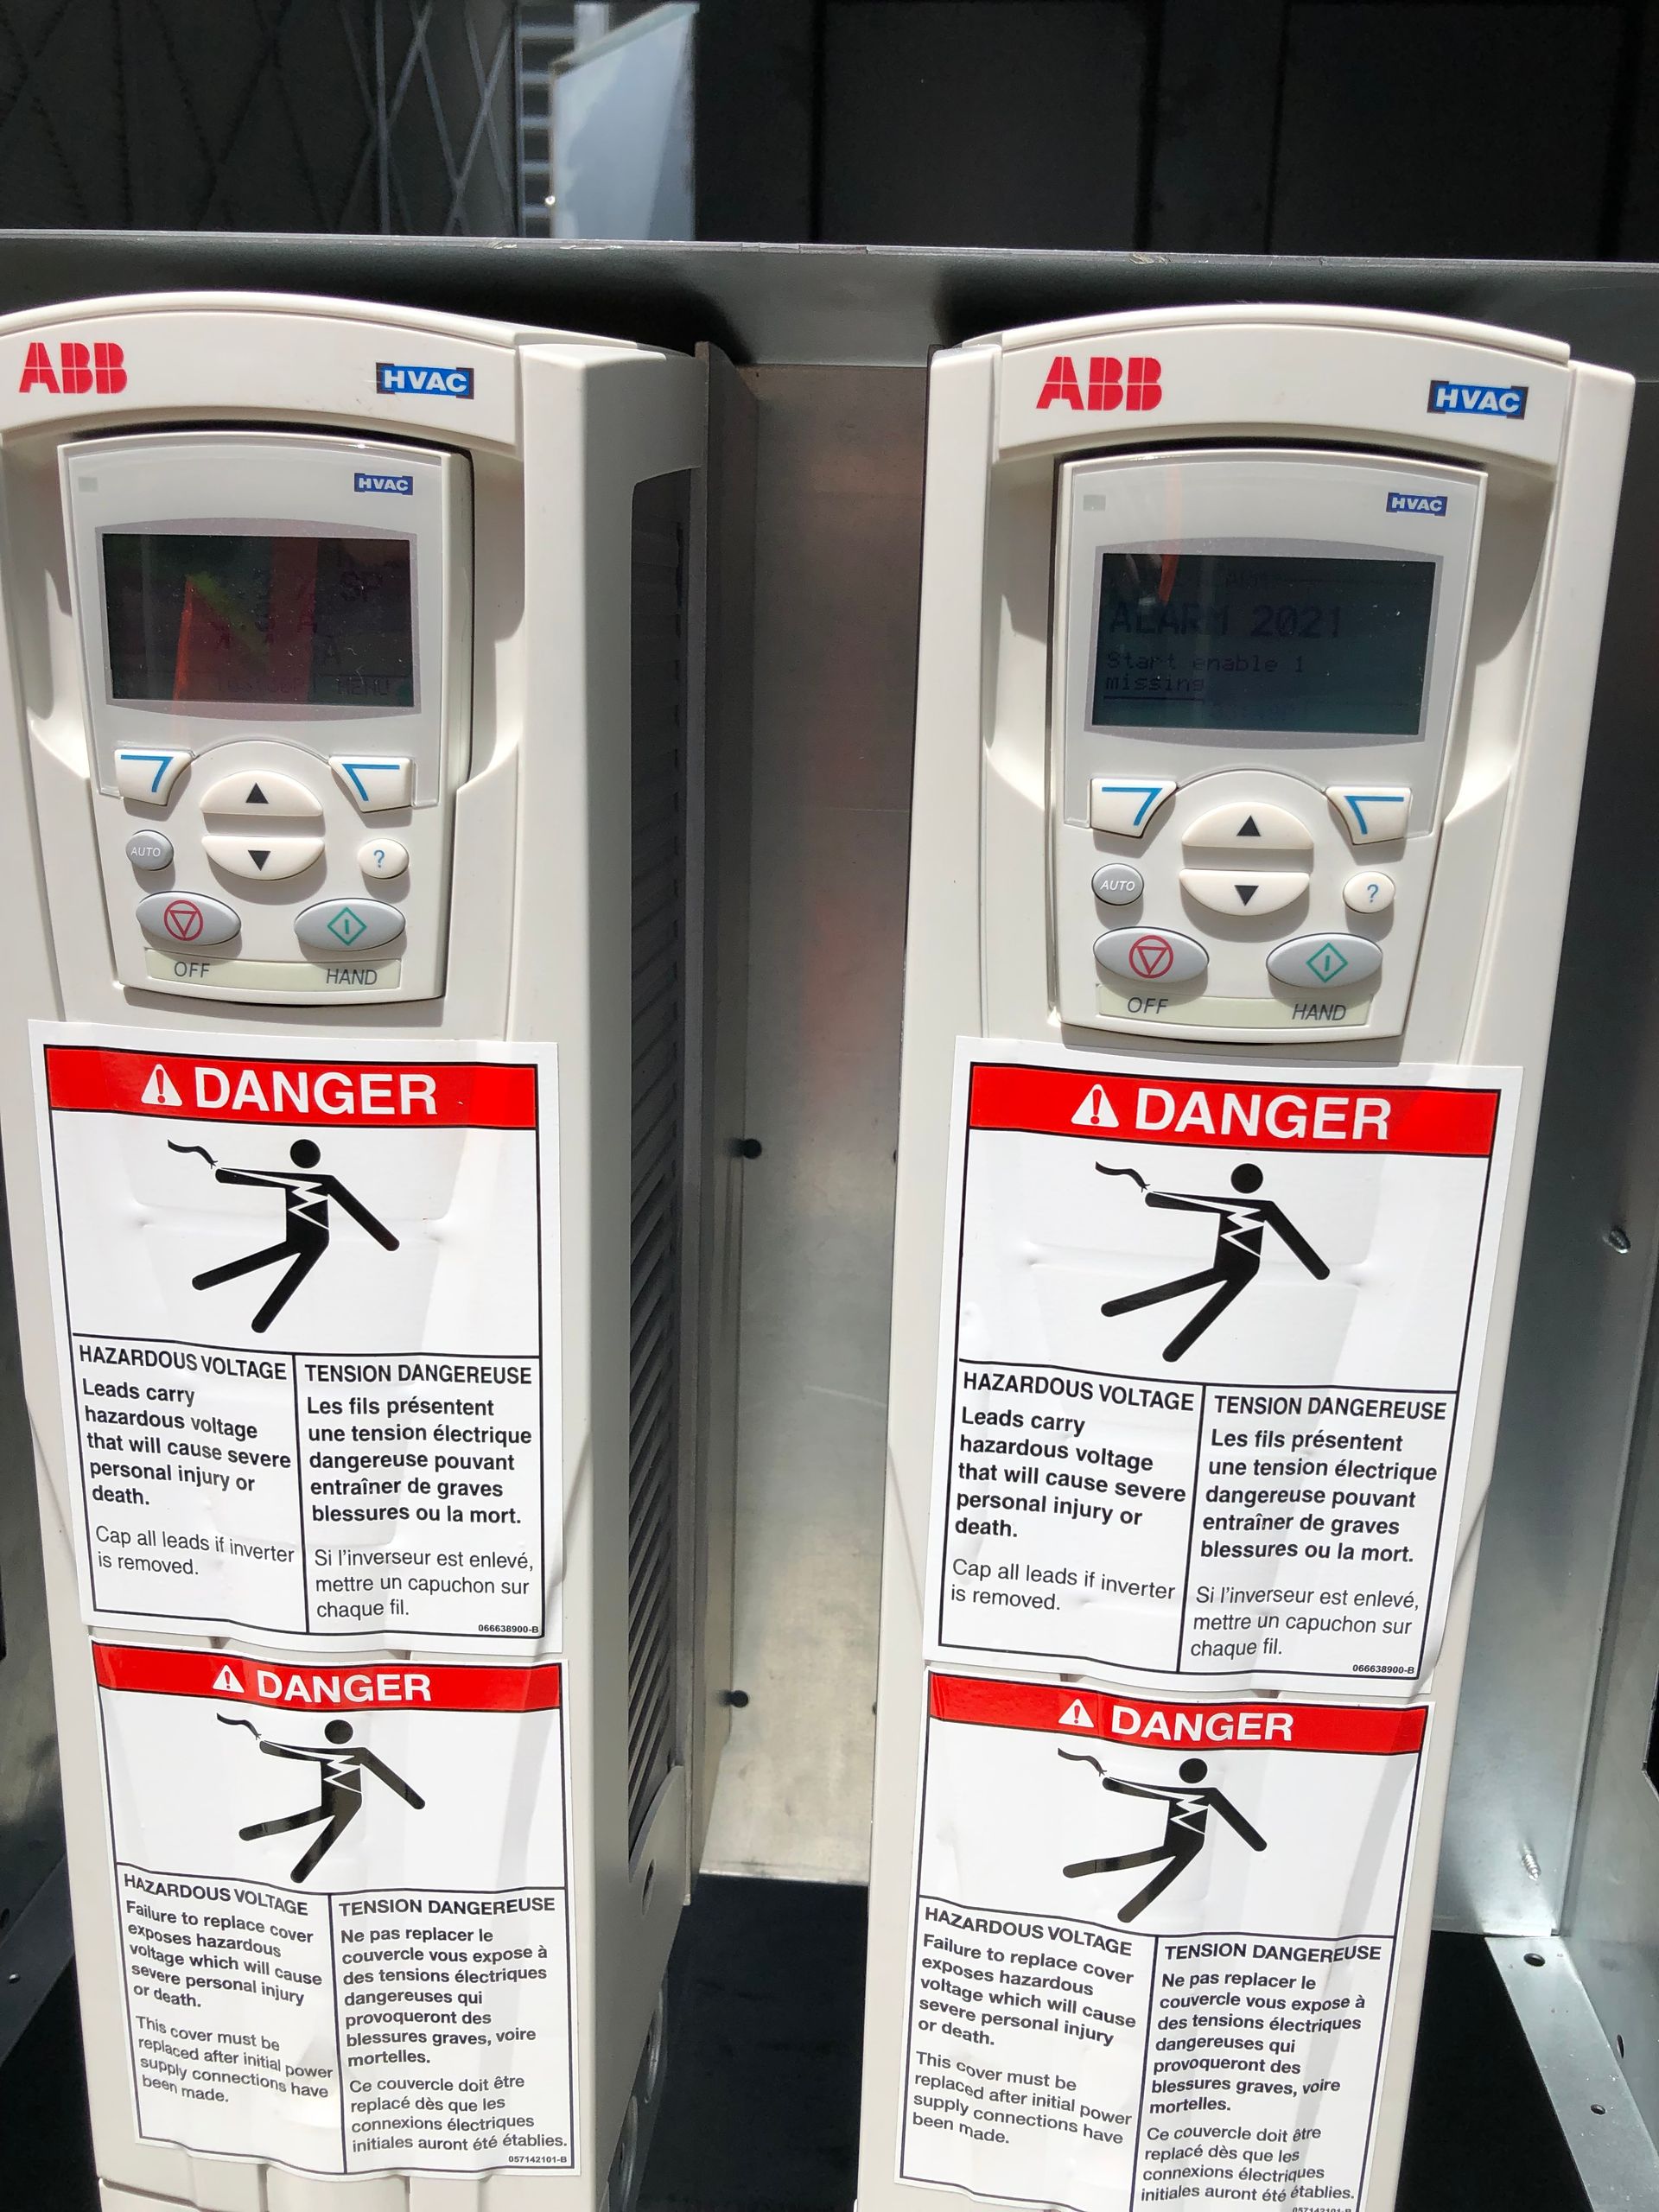 ABB
HVAC
HVAC
MENU
AUTO
?
OFF
HAND
DANGER
HAZARDOUS VOLTAGE
Leads carry
hazardous voltage
that will cause severe
personal injury or
death.
Cap all leads if inverter
is removed.
TENSION DANGEREUSE
Les fils présentent
une tension électrique
dangereuse pouvant
entraîner de graves
blessures ou la mort.
Si l'inverseur est enlevé,
mettre un capuchon sur
chaque fil.
066638900-B
DANGER
HAZARDOUS VOLTAGE
Failure to replace cover
exposes hazardous
voltage which will cause
severe personal injury
or death.
This cover must be
replaced after initial power
supply connections have
been made.
TENSION DANGEREUSE
Ne pas replacer le
couvercle vous expose à
des tensions électriques
dangereuses qui
provoqueront des
blessures graves, voire
mortelles.
Ce couvercle doit être
replacé dès que les
connexions électriques
initiales auront été établies.
057142101-B
ABB
HVAC
HVAC
ALARM 2021
Start enable 1
missing
AUTO
?
OFF
HAND
DANGER
HAZARDOUS VOLTAGE
Leads carry
hazardous voltage
that will cause severe
personal injury or
death.
Cap all leads if inverter
is removed.
TENSION DANGEREUSE
Les fils présentent
une tension électrique
dangereuse pouvant
entraîner de graves
blessures ou la mort.
Si l'inverseur est enlevé,
mettre un capuchon sur
chaque fil.
066638900-B
DANGER
HAZARDOUS VOLTAGE
Failure to replace cover
exposes hazardous
voltage which will cause
severe personal injury
or death.
This cover must be
replaced after initial power
supply connections have
been made.
TENSION DANGEREUSE
Ne pas replacer le
couvercle vous expose à
des tensions électriques
dangereuses qui
provoqueront des
blessures graves, voire
mortelles.
Ce couvercle doit être
replacé dès que les
connexions électriques
initiales auront été établies.